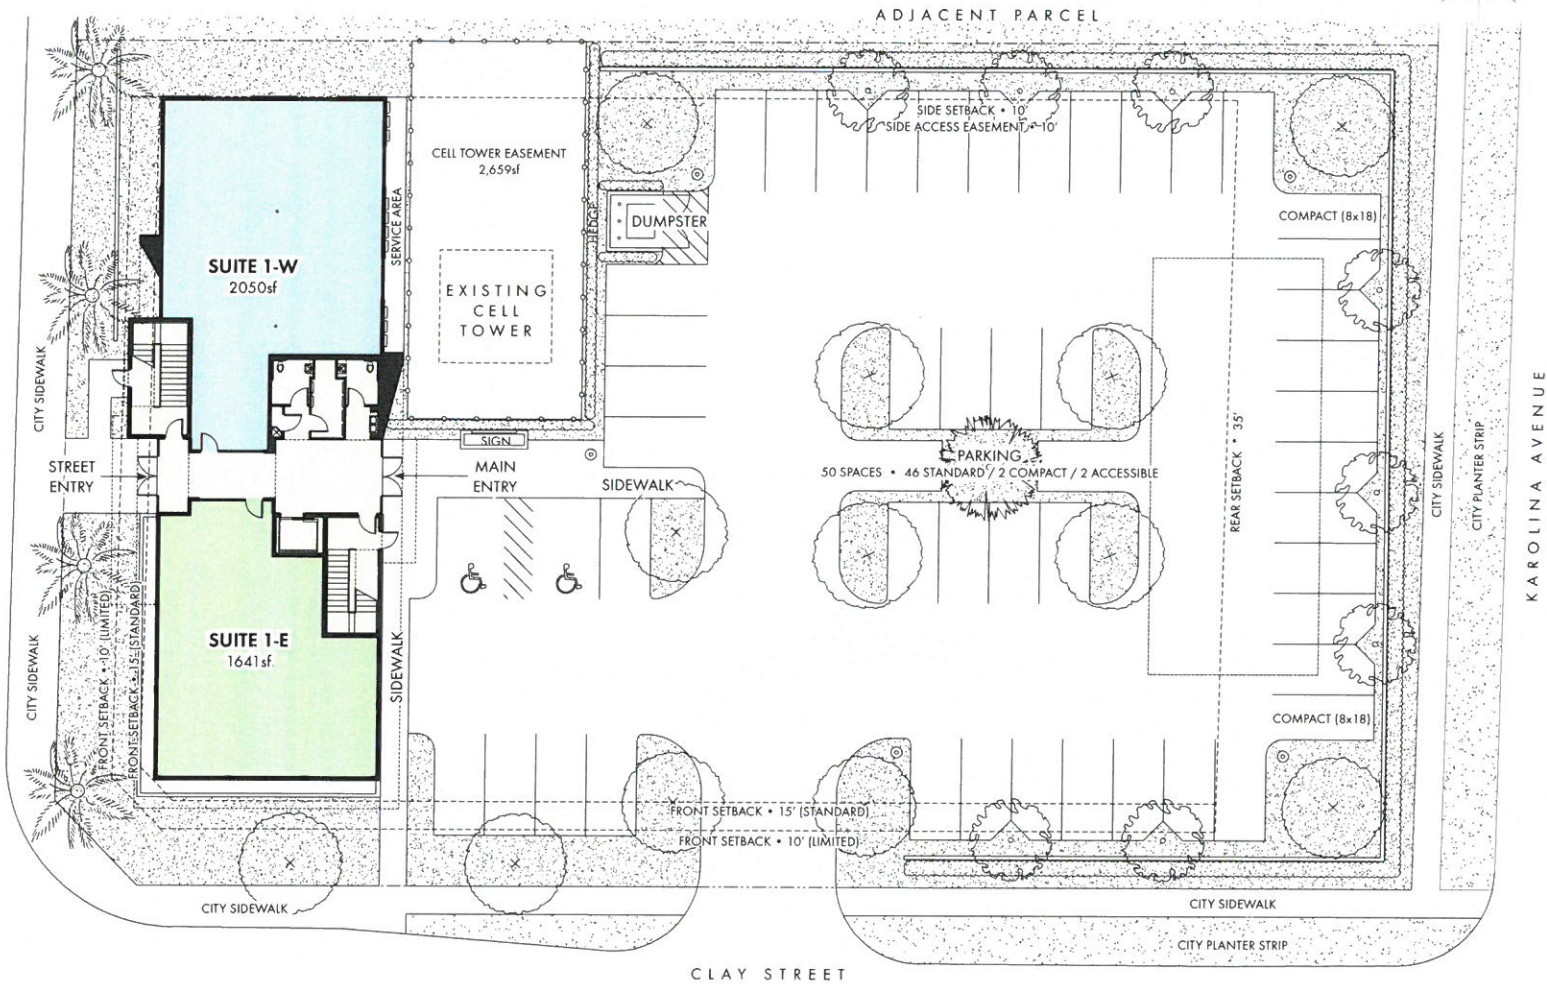 ADJACENT PARCEL
SIDE SETBACK • 10'
SIDE ACCESS EASEMENT • 10'
CELL TOWER EASEMENT
2,659sf
SERVICE AREA
HEDGE
DUMPSTER
COMPACT (8x18)
SUITE 1-W
2050sf
EXISTING
CELL
TOWER
CITY SIDEWALK
STREET
ENTRY
MAIN
ENTRY
SIGN
SIDEWALK
PARKING
50 SPACES • 46 STANDARD / 2 COMPACT / 2 ACCESSIBLE
REAR SETBACK • 35'
CITY SIDEWALK
CITY PLANTER STRIP
KAROLINA AVENUE
SUITE 1-E
1641sf
SIDEWALK
CITY SIDEWALK
FRONT SETBACK • 10' (LIMITED)
FRONT SETBACK • 15' (STANDARD)
COMPACT (8x18)
FRONT SETBACK • 15' (STANDARD)
FRONT SETBACK • 10' (LIMITED)
CITY SIDEWALK
CITY SIDEWALK
CITY PLANTER STRIP
CLAY STREET